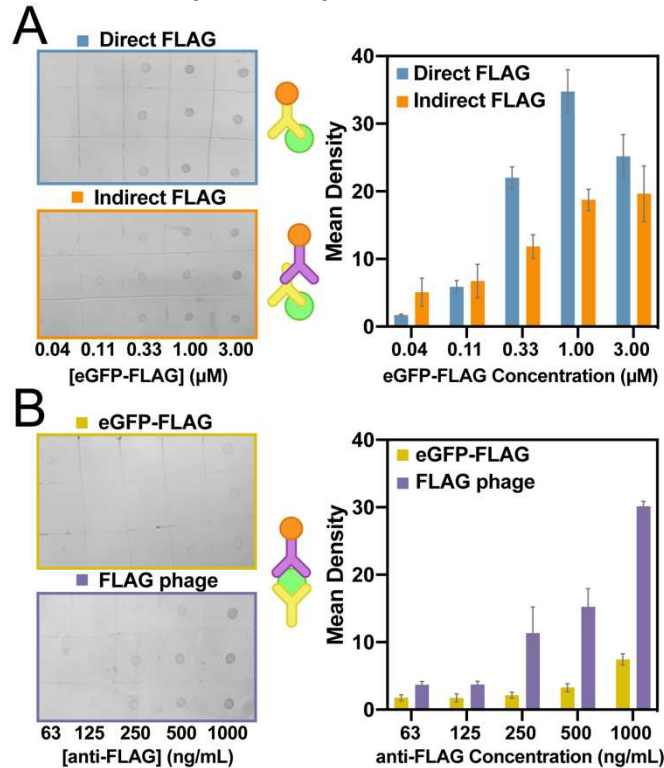 A
Direct FLAG
Indirect FLAG
0.04 0.11 0.33 1.00 3.00
[eGFP-FLAG] (µM)
40
30
20
10
0
Mean Density
Direct FLAG
Indirect FLAG
0.04 0.11 0.33 1.00 3.00
eGFP-FLAG Concentration (µM)
B
eGFP-FLAG
FLAG phage
63 125 250 500 1000
[anti-FLAG] (ng/mL)
40
30
20
10
0
Mean Density
eGFP-FLAG
FLAG phage
63 125 250 500 1000
anti-FLAG Concentration (ng/mL)